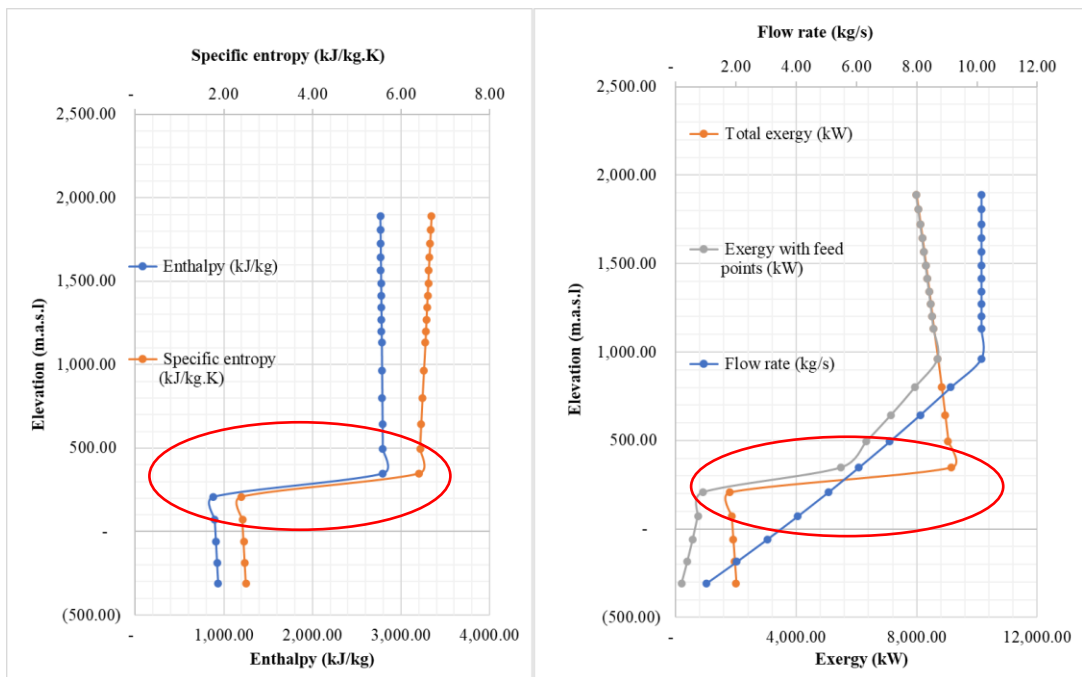 Specific entropy (kJ/kg.K)
- 2.00 4.00 6.00 8.00
2,500.00
2,000.00
1,500.00
1,000.00
500.00
-
(500.00)
Elevation (m.a.s.l)
Enthalpy (kJ/kg)
Specific entropy
(kJ/kg.K)
- 1,000.00 2,000.00 3,000.00 4,000.00
Enthalpy (kJ/kg)
Flow rate (kg/s)
- 2.00 4.00 6.00 8.00 10.00 12.00
2,500.00
2,000.00
1,500.00
1,000.00
500.00
-
(500.00)
Elevation (m.a.s.l)
Total exergy (kW)
Exergy with feed
points (kW)
Flow rate (kg/s)
- 4,000.00 8,000.00 12,000.00
Exergy (kW)